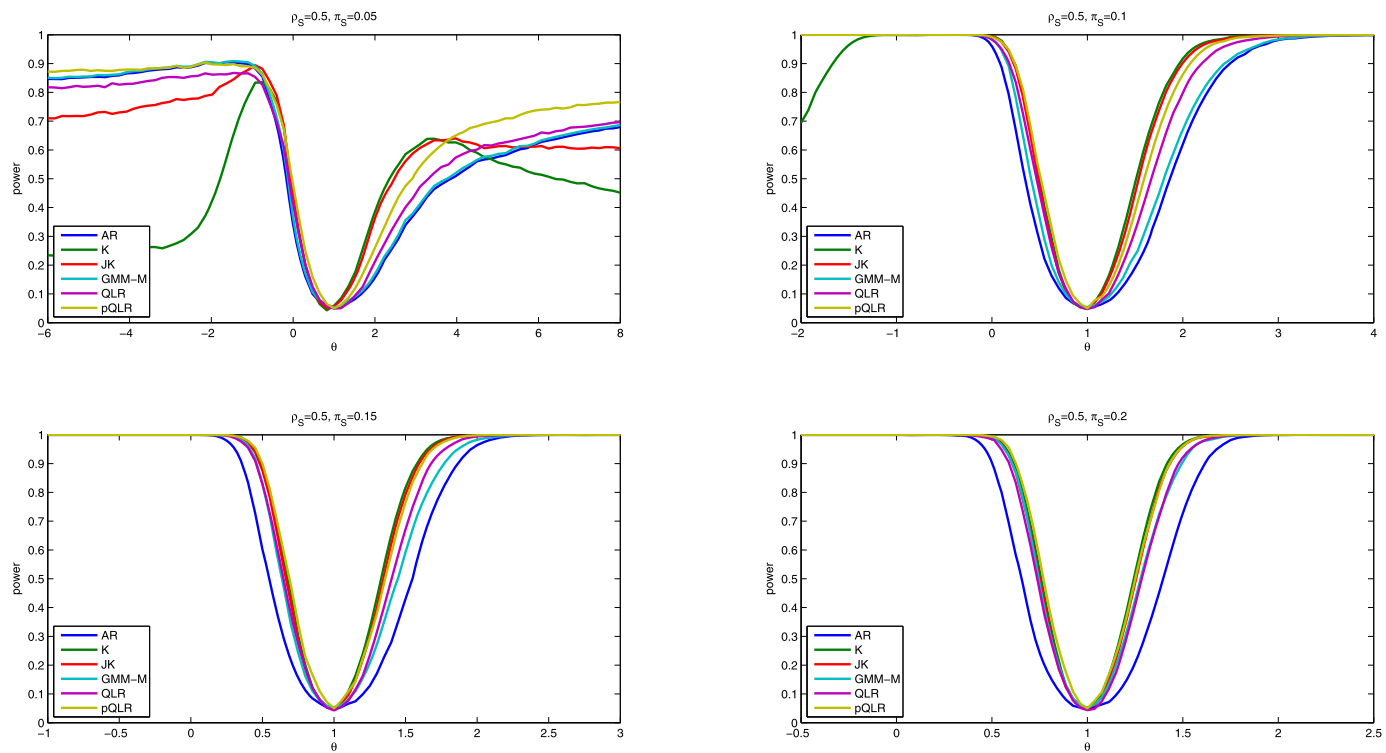 ρS=0.5, πS=0.05
1
0.9
0.8
0.7
0.6
0.5
0.4
0.3
0.2
0.1
0
power
AR
K
JK
GMM−M
QLR
pQLR
−6 −4 −2 0 2 4 6 8
θ
ρS=0.5, πS=0.1
1
0.9
0.8
0.7
0.6
0.5
0.4
0.3
0.2
0.1
0
power
AR
K
JK
GMM−M
QLR
pQLR
−2 −1 0 1 2 3 4
θ
ρS=0.5, πS=0.15
1
0.9
0.8
0.7
0.6
0.5
0.4
0.3
0.2
0.1
0
power
AR
K
JK
GMM−M
QLR
pQLR
−1 −0.5 0 0.5 1 1.5 2 2.5 3
θ
ρS=0.5, πS=0.2
1
0.9
0.8
0.7
0.6
0.5
0.4
0.3
0.2
0.1
0
power
AR
K
JK
GMM−M
QLR
pQLR
−0.5 0 0.5 1 1.5 2 2.5
θ